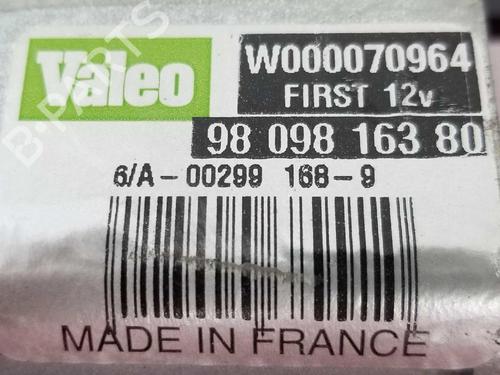 Valeo
W000070964
FIRST 12v
98 098 163 80
6/A-00299 168-9
MADE IN FRANCE
B-PARTS